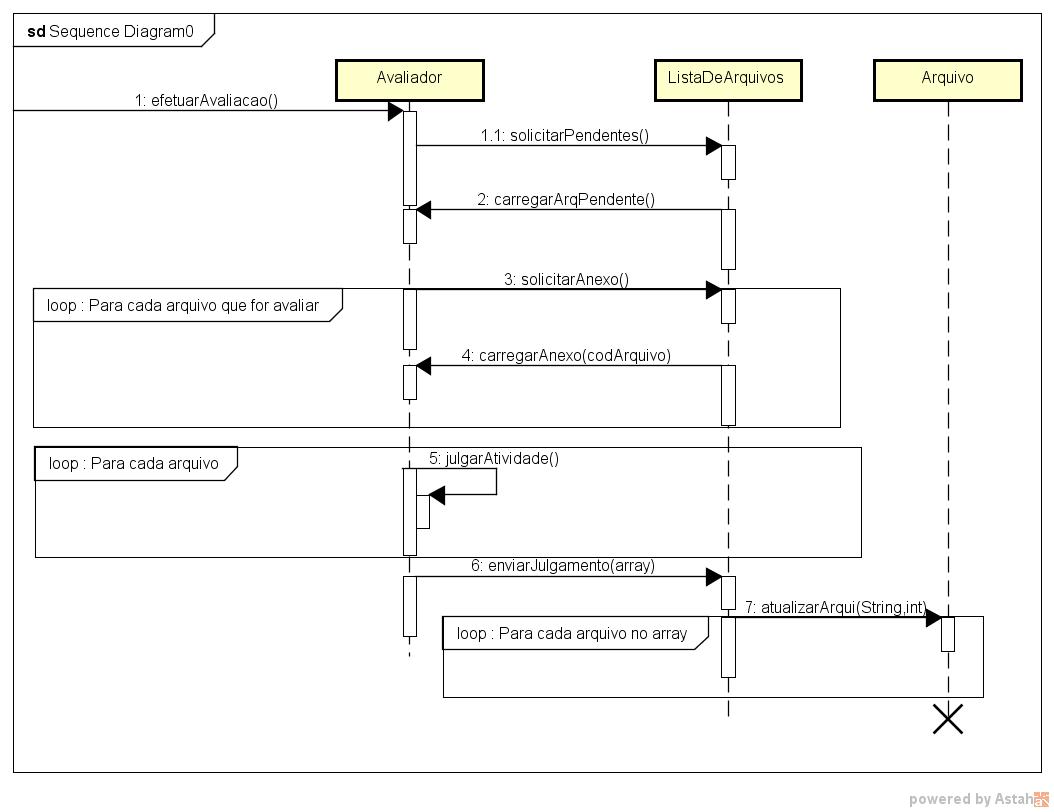 sd Sequence Diagram0
Avaliador
ListaDeArquivos
Arquivo
1: efetuarAvaliacao()
1.1: solicitarPendentes()
2: carregarArqPendente()
3: solicitarAnexo()
loop : Para cada arquivo que for avaliar
4: carregarAnexo(codArquivo)
loop : Para cada arquivo
5: julgarAtividade()
6: enviarJulgamento(array)
7: atualizarArqui(String,int)
loop : Para cada arquivo no array
powered by Astah